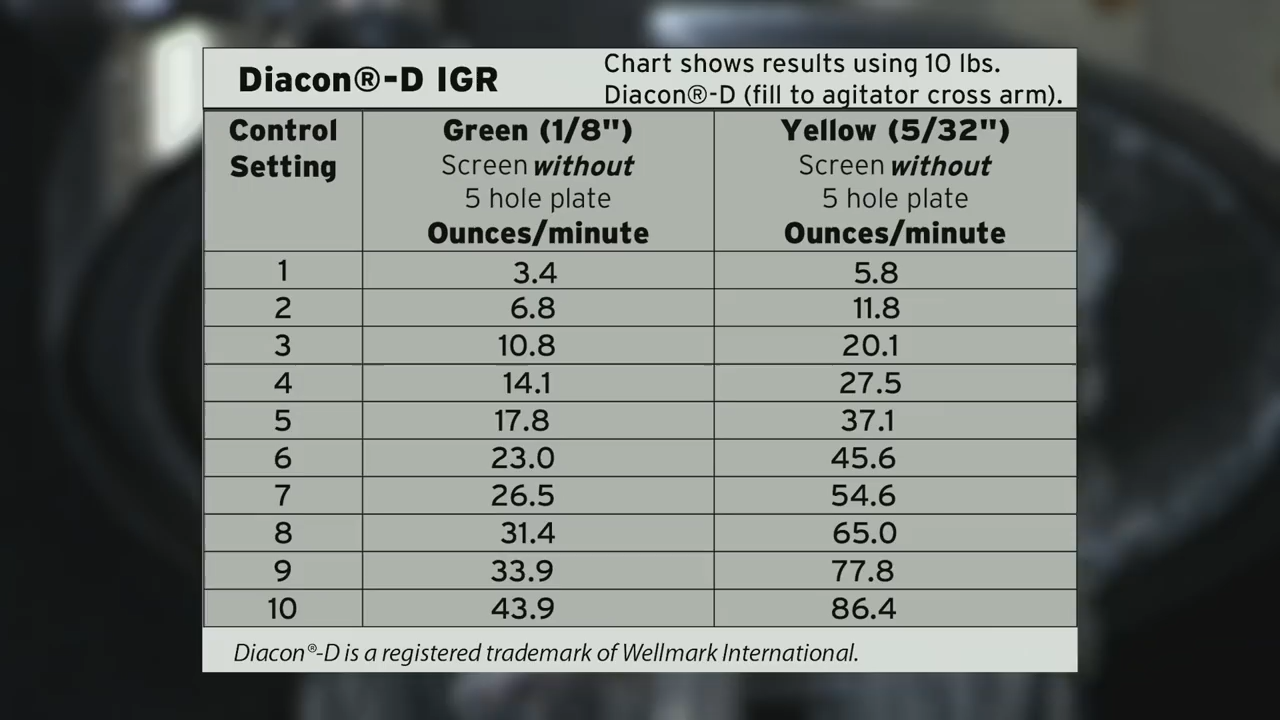 Diacon®-D IGR
Chart shows results using 10 lbs.
Diacon®-D (fill to agitator cross arm).
Control Setting
Green (1/8")
Screen without
5 hole plate
Ounces/minute
Yellow (5/32")
Screen without
5 hole plate
Ounces/minute
1 3.4 5.8
2 6.8 11.8
3 10.8 20.1
4 14.1 27.5
5 17.8 37.1
6 23.0 45.6
7 26.5 54.6
8 31.4 65.0
9 33.9 77.8
10 43.9 86.4
Diacon®-D is a registered trademark of Wellmark International.